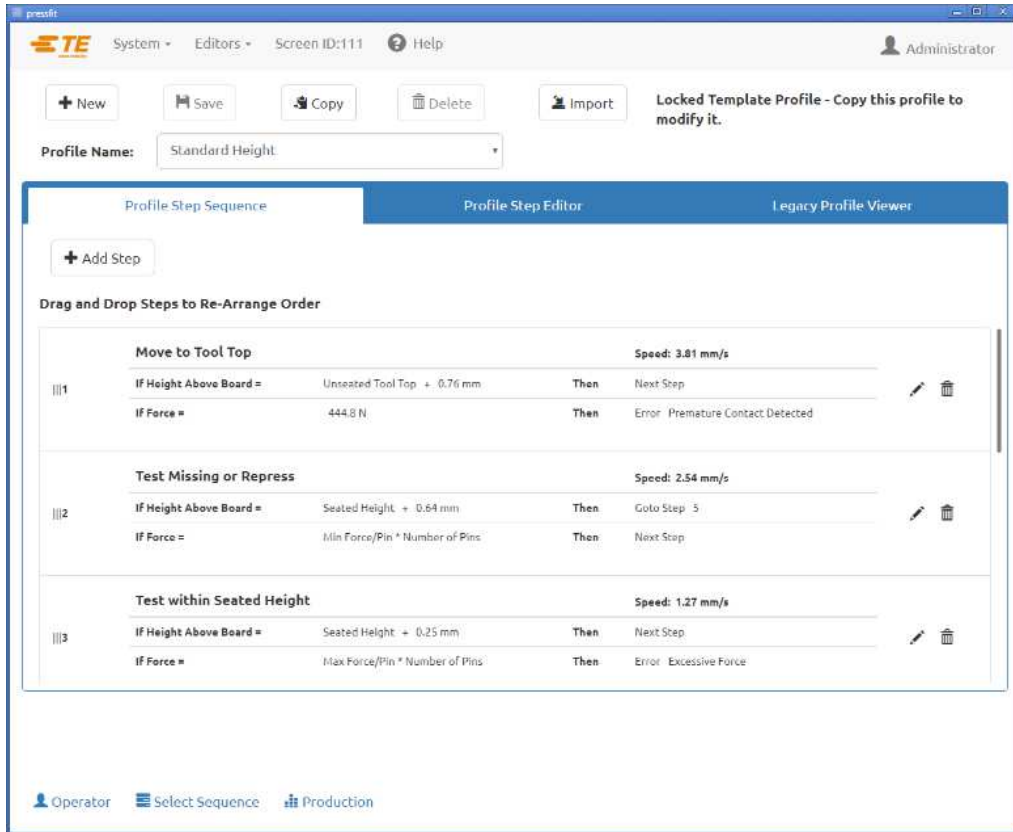 pressfit
TE System Editors Screen ID:111 Help Administrator
New Save Copy Delete Import Locked Template Profile - Copy this profile to
modify it.
Profile Name: Standard Height
Profile Step Sequence Profile Step Editor Legacy Profile Viewer
Add Step
Drag and Drop Steps to Re-Arrange Order
Move to Tool Top Speed: 3.81 mm/s
1 If Height Above Board = Unseated Tool Top + 0.76 mm Then Next Step
If Force = 444.8 N Then Error Premature Contact Detected
Test Missing or Repress Speed: 2.54 mm/s
2 If Height Above Board = Seated Height + 0.64 mm Then Goto Step 5
If Force = Min Force/Pin * Number of Pins Then Next Step
Test within Seated Height Speed: 1.27 mm/s
3 If Height Above Board = Seated Height + 0.25 mm Then Next Step
If Force = Max Force/Pin * Number of Pins Then Error Excessive Force
Operator Select Sequence Production